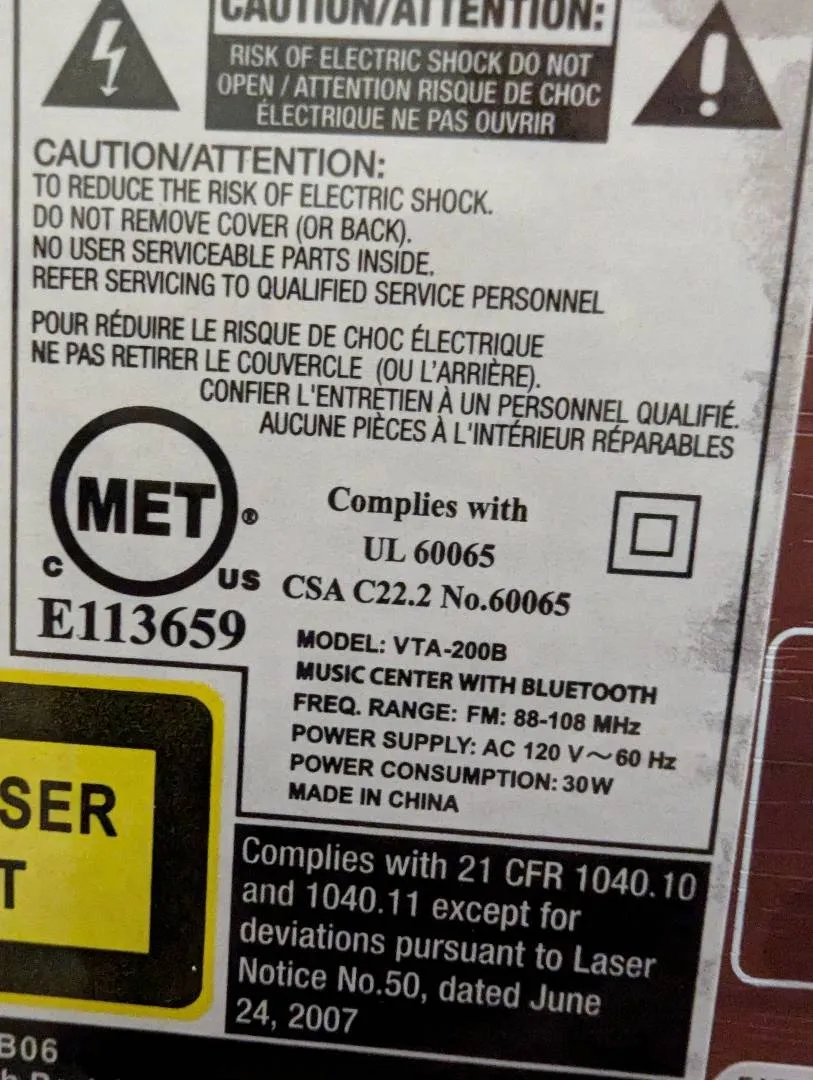 CAUTION/ATTENTION:
RISK OF ELECTRIC SHOCK DO NOT
OPEN / ATTENTION RISQUE DE CHOC
ÉLECTRIQUE NE PAS OUVRIR
CAUTION/ATTENTION:
TO REDUCE THE RISK OF ELECTRIC SHOCK.
DO NOT REMOVE COVER (OR BACK).
NO USER SERVICEABLE PARTS INSIDE.
REFER SERVICING TO QUALIFIED SERVICE PERSONNEL
POUR RÉDUIRE LE RISQUE DE CHOC ÉLECTRIQUE
NE PAS RETIRER LE COUVERCLE (OU L'ARRIÈRE).
CONFIER L'ENTRETIEN À UN PERSONNEL QUALIFIÉ.
AUCUNE PIÈCES À L'INTÉRIEUR RÉPARABLES
MET ®
C US
E113659
Complies with
UL 60065
CSA C22.2 No.60065
MODEL: VTA-200B
MUSIC CENTER WITH BLUETOOTH
FREQ. RANGE: FM: 88-108 MHz
POWER SUPPLY: AC 120 V~60 Hz
POWER CONSUMPTION: 30W
MADE IN CHINA
SER
T
Complies with 21 CFR 1040.10
and 1040.11 except for
deviations pursuant to Laser
Notice No.50, dated June
24, 2007
B06